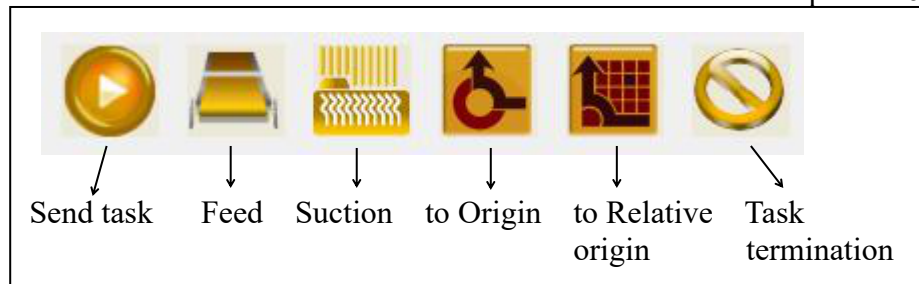 Send task Feed Suction to Origin to Relative origin Task termination